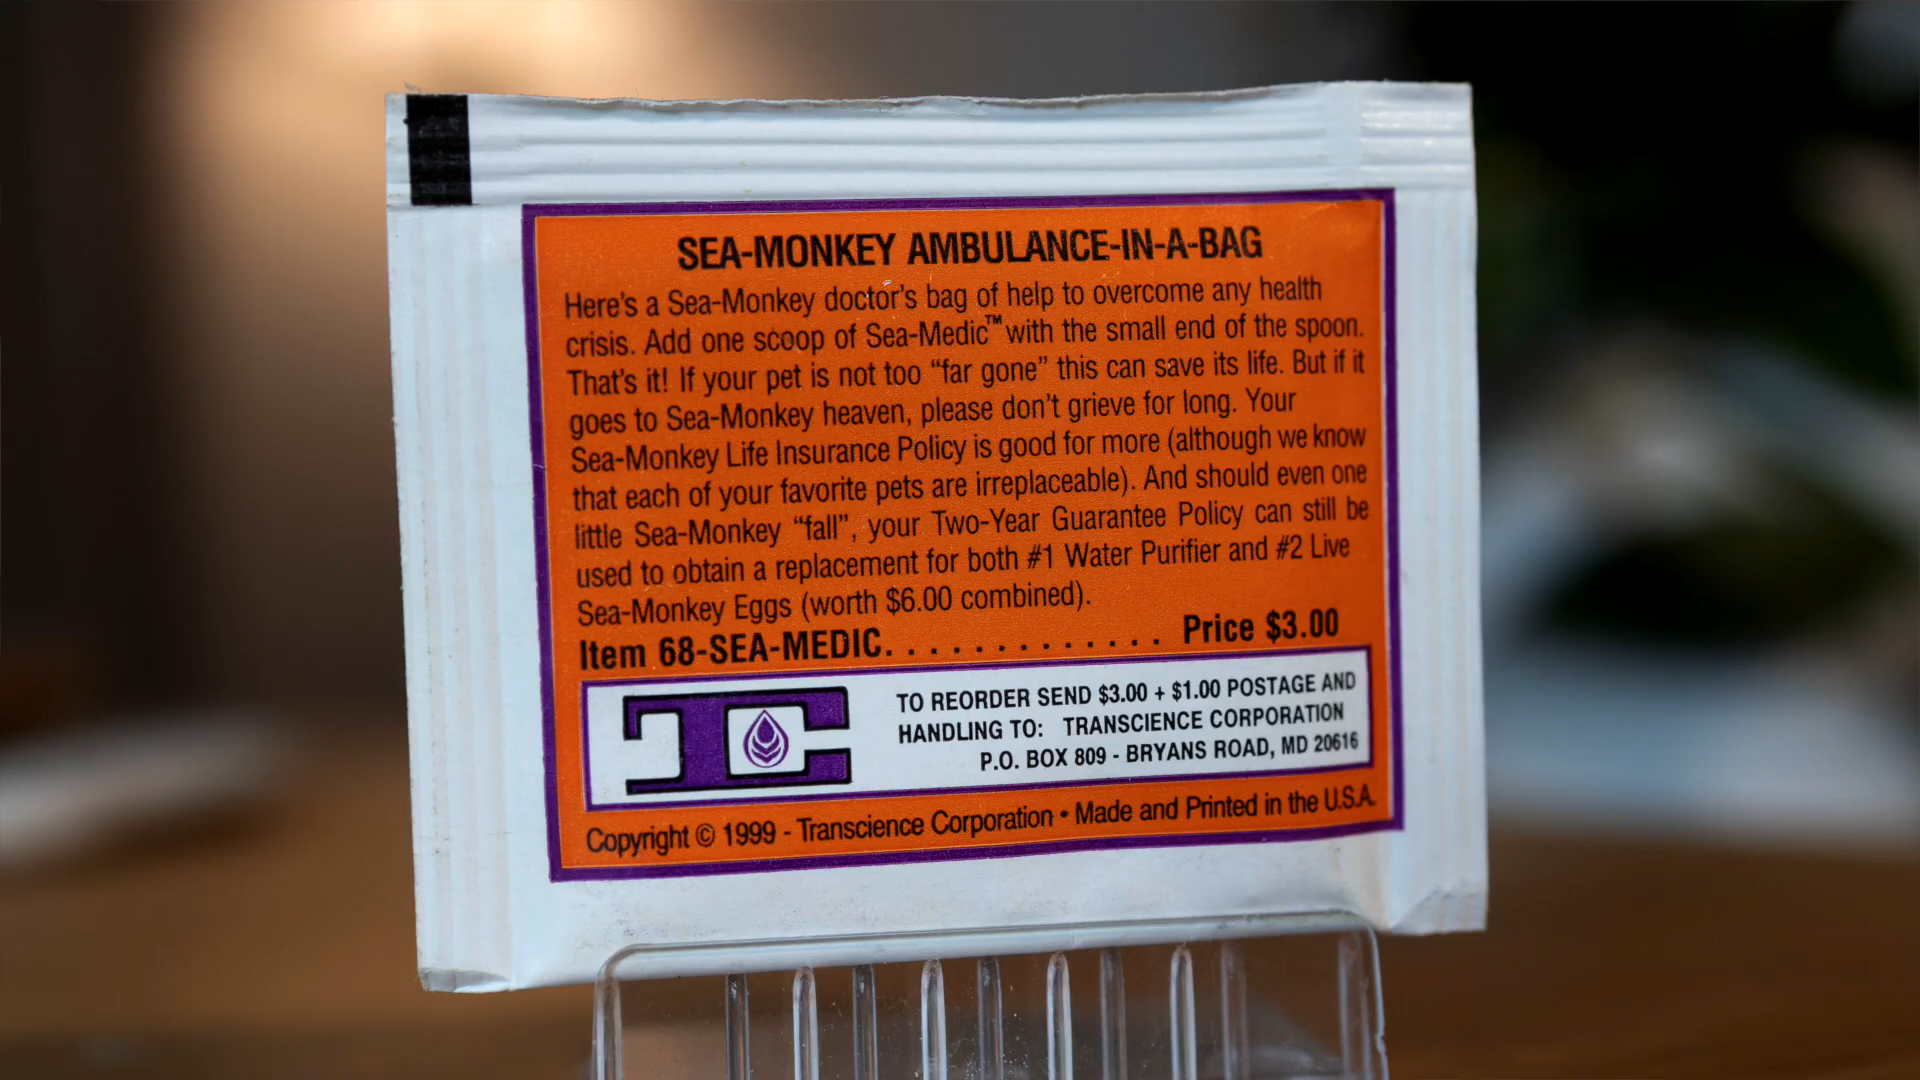 SEA-MONKEY AMBULANCE-IN-A-BAG
Here's a Sea-Monkey doctor's bag of help to overcome any health
crisis. Add one scoop of Sea-Medic™ with the small end of the spoon.
That's it! If your pet is not too “far gone” this can save its life. But if it
goes to Sea-Monkey heaven, please don't grieve for long. Your
Sea-Monkey Life Insurance Policy is good for more (although we know
that each of your favorite pets are irreplaceable). And should even one
little Sea-Monkey “fall”, your Two-Year Guarantee Policy can still be
used to obtain a replacement for both #1 Water Purifier and #2 Live
Sea-Monkey Eggs (worth $6.00 combined).
Item 68-SEA-MEDIC. . . . . . . . . . . . . Price $3.00
TO REORDER SEND $3.00 + $1.00 POSTAGE AND
HANDLING TO: TRANSCIENCE CORPORATION
P.O. BOX 809 - BRYANS ROAD, MD 20616
Copyright © 1999 - Transcience Corporation • Made and Printed in the U.S.A.